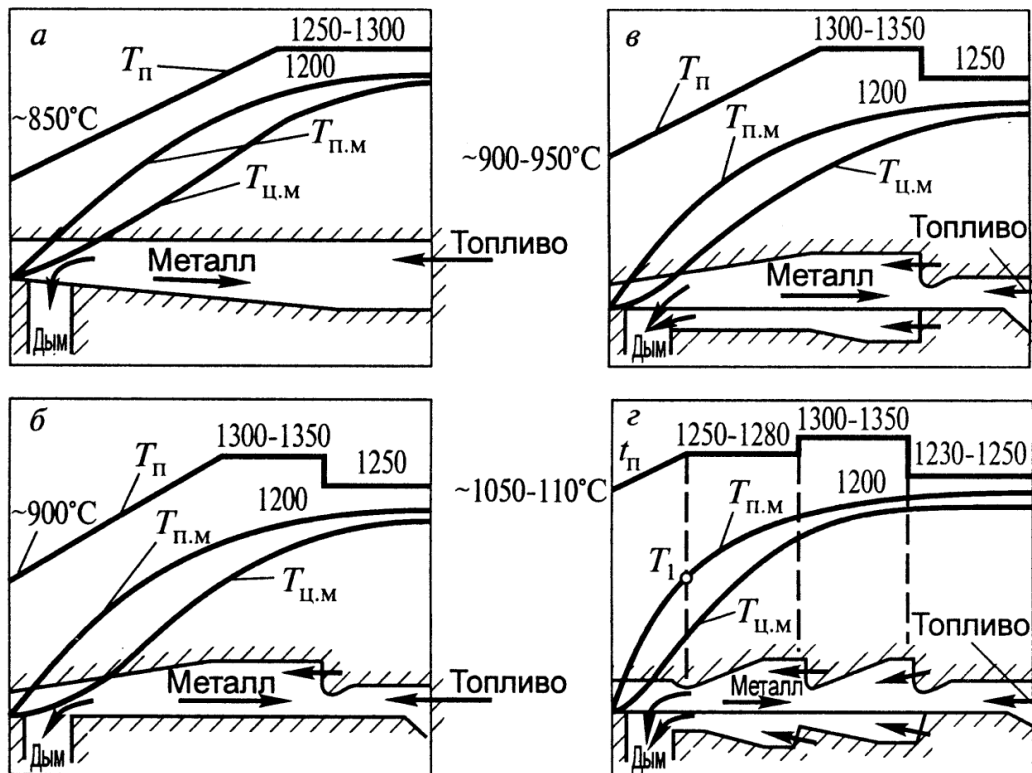 а
1250-1300
Tп
1200
~850°C
Tп.м
Tц.м
Топливо
Металл
Дым
в
1300-1350
1250
Tп
1200
~900-950°C
Tп.м
Tц.м
Топливо
Металл
Дым
б
1300-1350
Tп
1250
~900°C
1200
Tп.м
Tц.м
Металл
Топливо
Дым
г
1300-1350
1250-1280
tп
1230-1250
~1050-110°C
1200
Tп.м
T1
Tц.м
Топливо
Металл
Дым